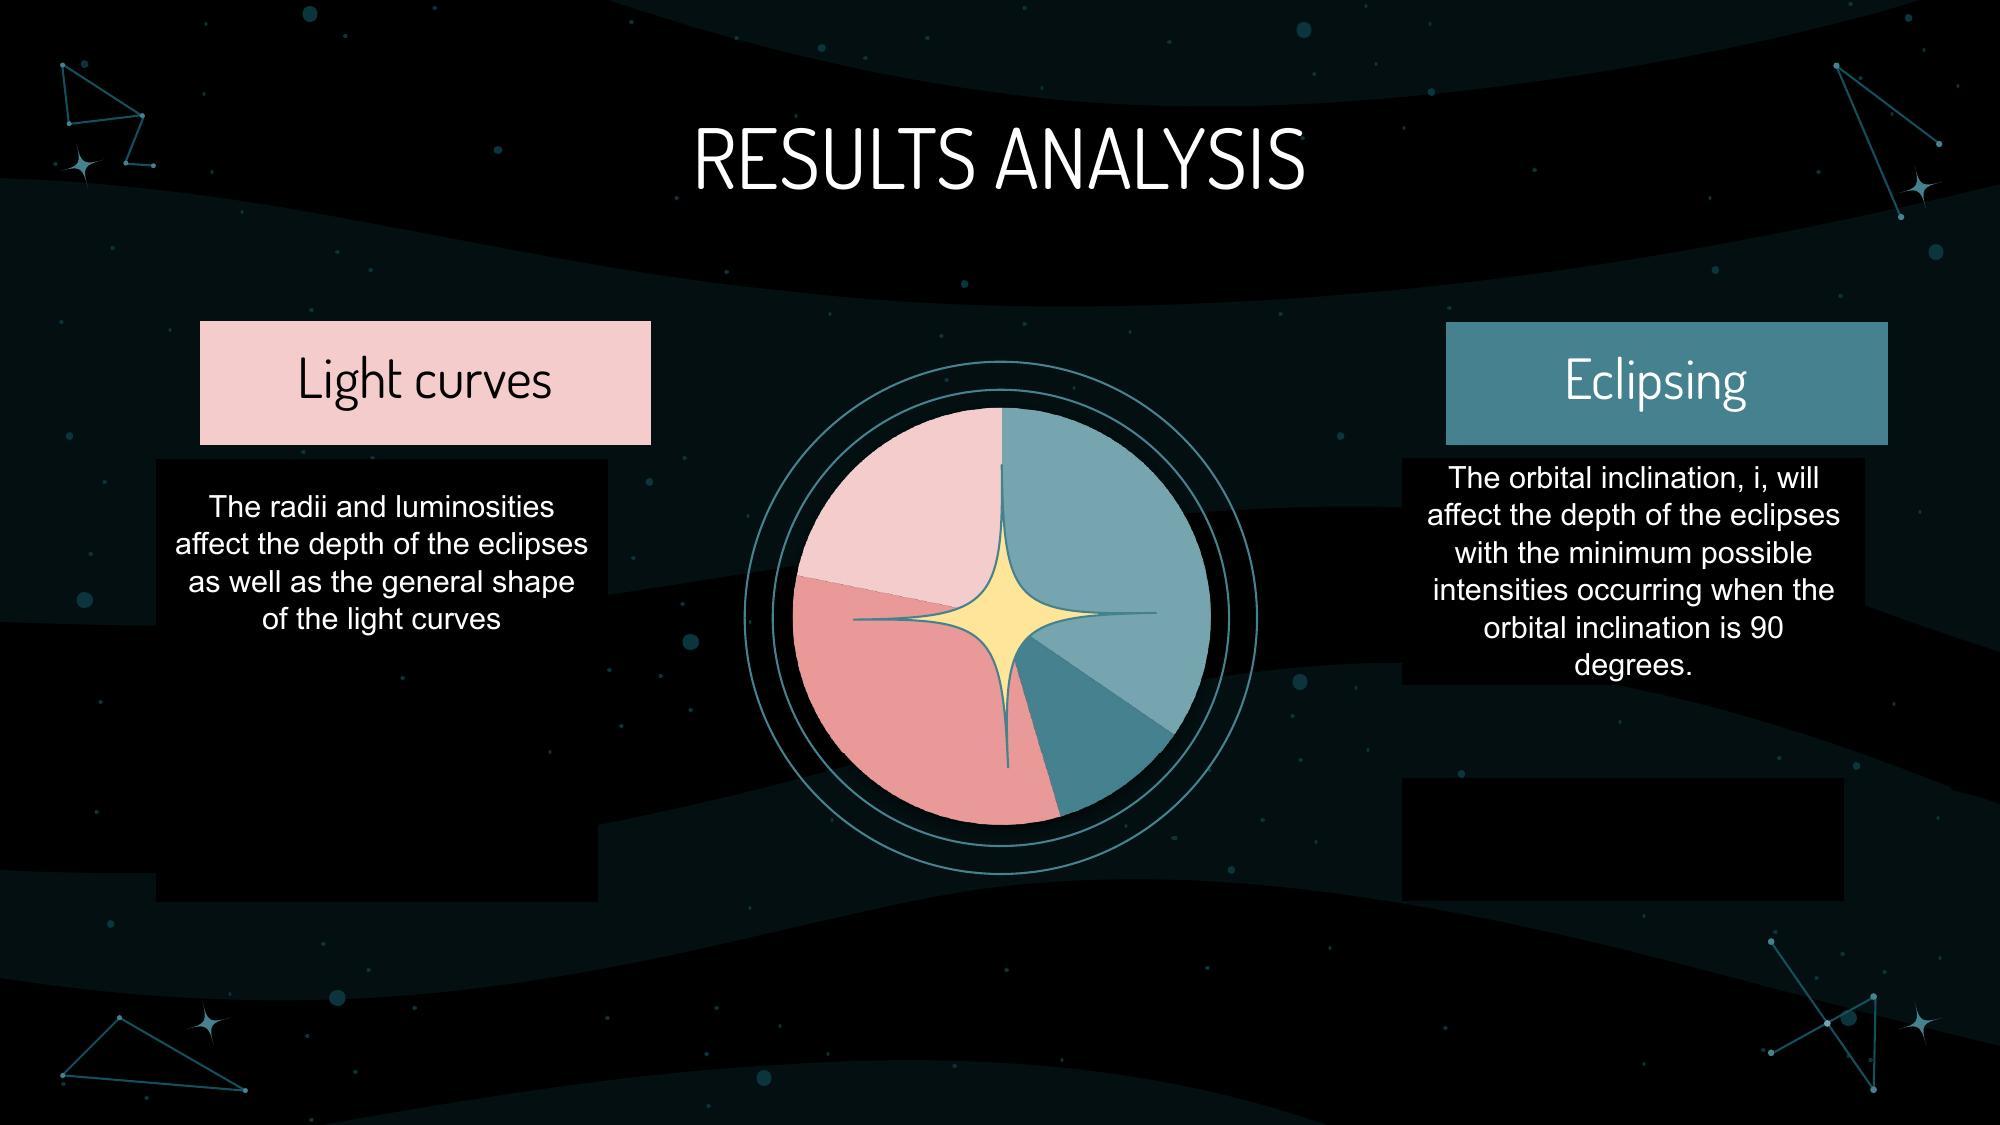 RESULTS ANALYSIS
Light curves
The radii and luminosities
affect the depth of the eclipses
as well as the general shape
of the light curves
Eclipsing
The orbital inclination, i, will
affect the depth of the eclipses
with the minimum possible
intensities occurring when the
orbital inclination is 90
degrees.